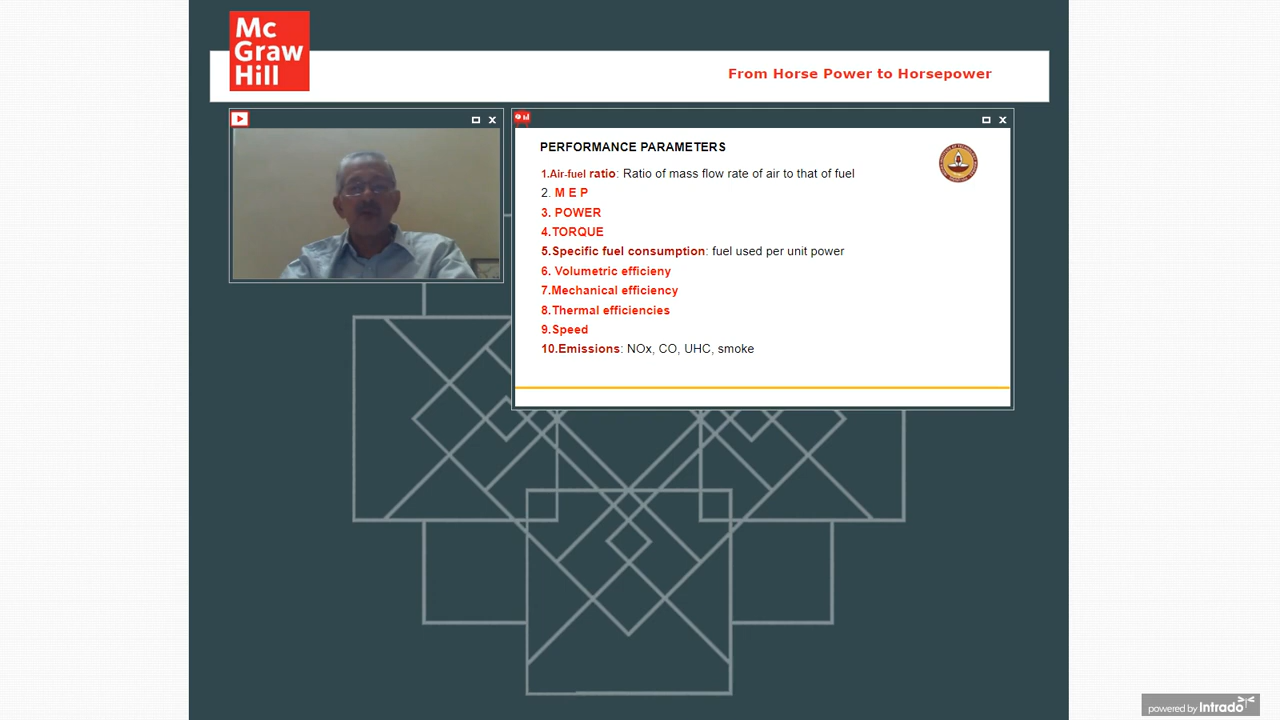 Mc
Graw
Hill
From Horse Power to Horsepower
PERFORMANCE PARAMETERS
1.Air-fuel ratio: Ratio of mass flow rate of air to that of fuel
2. M E P
3. POWER
4.TORQUE
5.Specific fuel consumption: fuel used per unit power
6. Volumetric efficieny
7.Mechanical efficiency
8.Thermal efficiencies
9.Speed
10.Emissions: NOx, CO, UHC, smoke
powered by Intrado